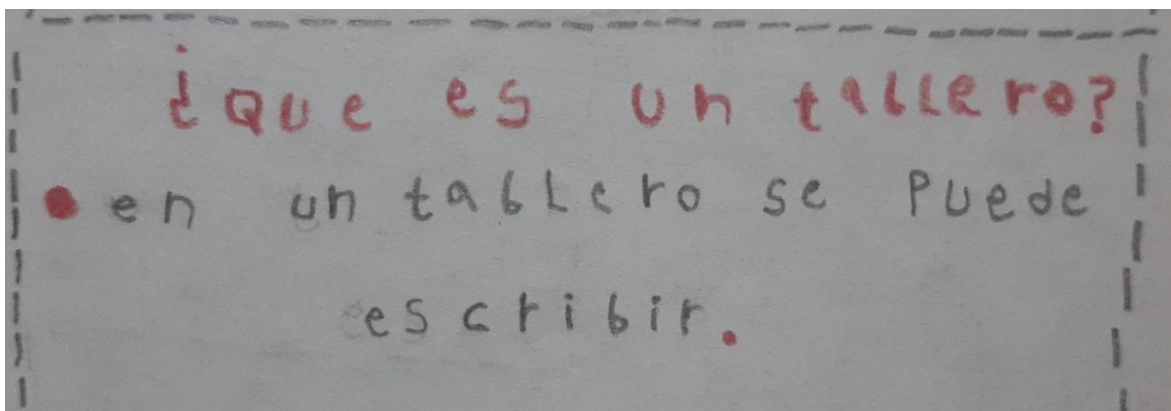 ¿que es un tallero?
• en un tablero se puede
escribir.